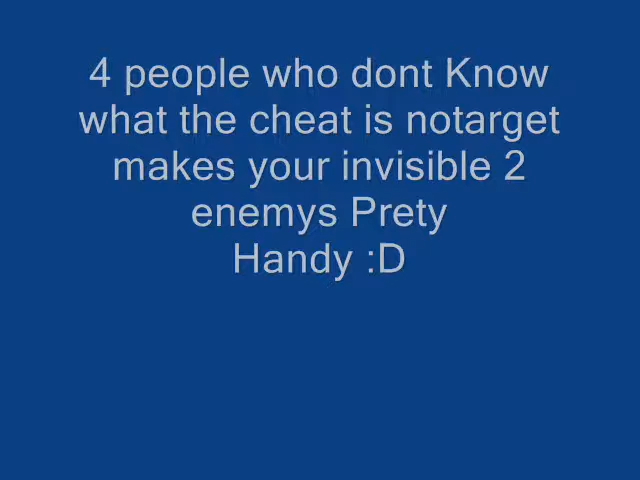 4 people who dont Know
what the cheat is notarget
makes your invisible 2
enemys Prety
Handy :D